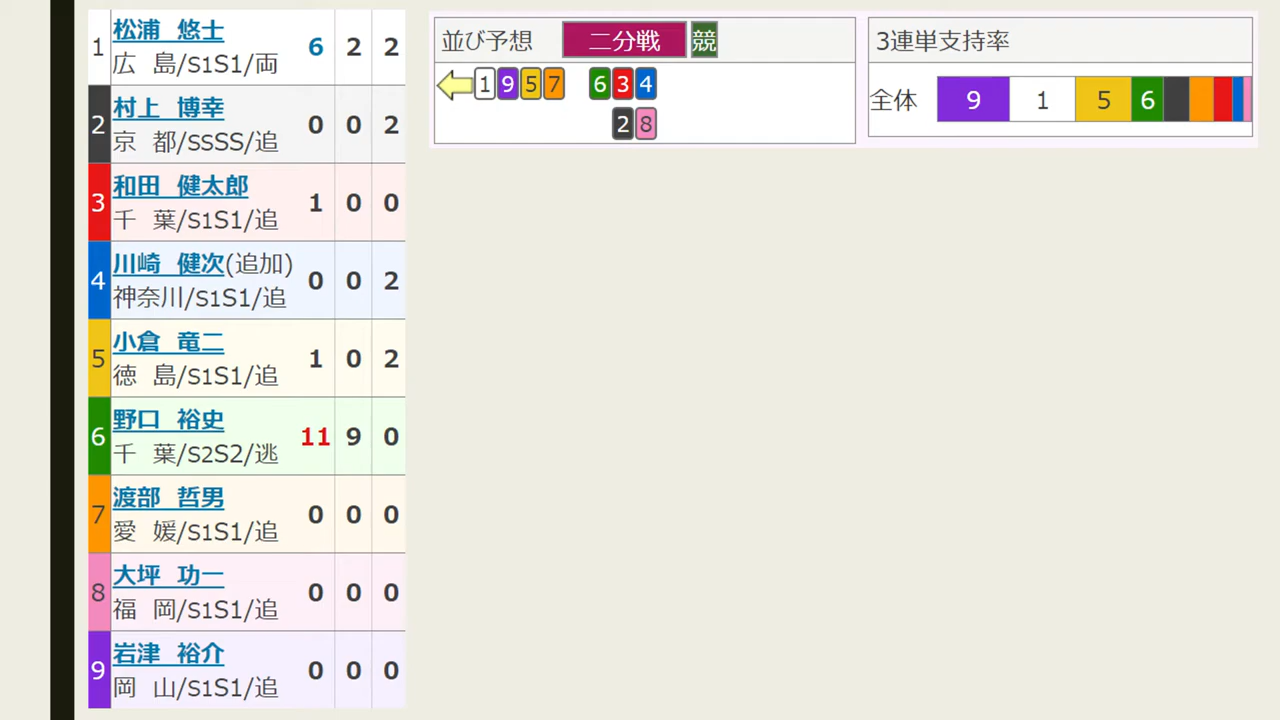 1 松浦 悠士 6 2 2
広 島/S1S1/両
2 村上 博幸 0 0 2
京 都/SSSS/追
3 和田 健太郎 1 0 0
千 葉/S1S1/追
4 川崎 健次(追加) 0 0 2
神奈川/S1S1/追
5 小倉 竜二 1 0 2
徳 島/S1S1/追
6 野口 裕史 11 9 0
千 葉/S2S2/逃
7 渡部 哲男 0 0 0
愛 媛/S1S1/追
8 大坪 功一 0 0 0
福 岡/S1S1/追
9 岩津 裕介 0 0 0
岡 山/S1S1/追
並び予想 二分戦 競
1 9 5 7 6 3 4
2 8
3連単支持率
全体 9 1 5 6